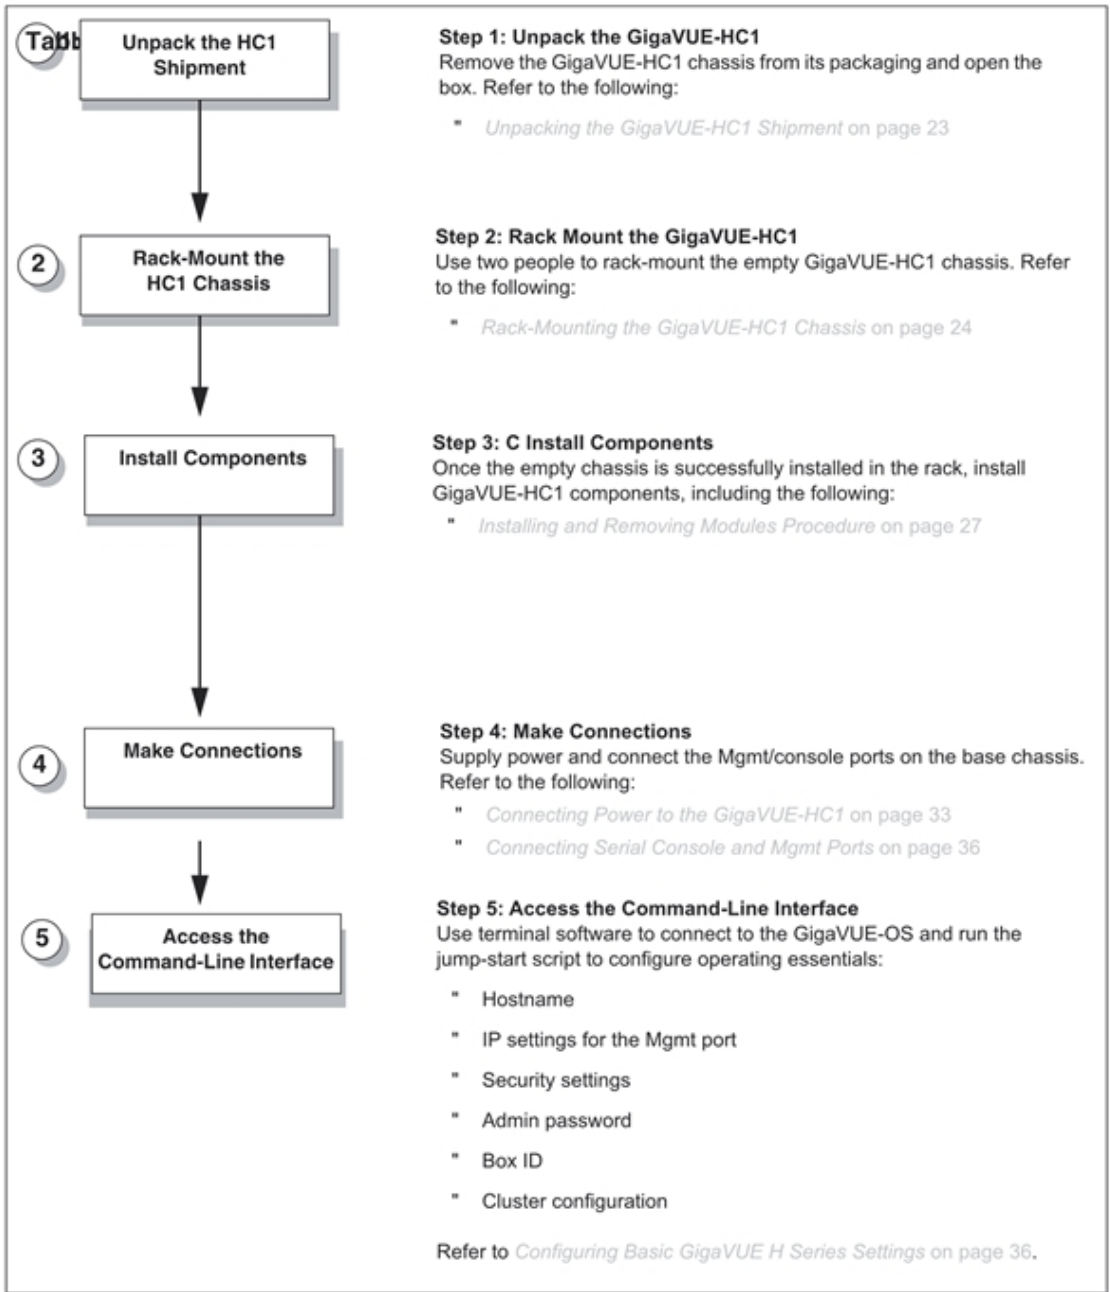 Unpack the HC1
Shipment
Step 1: Unpack the GigaVUE-HC1
Remove the GigaVUE-HC1 chassis from its packaging and open the
box. Refer to the following:
" Unpacking the GigaVUE-HC1 Shipment on page 23
2
Rack-Mount the
HC1 Chassis
Step 2: Rack Mount the GigaVUE-HC1
Use two people to rack-mount the empty GigaVUE-HC1 chassis. Refer
to the following:
" Rack-Mounting the GigaVUE-HC1 Chassis on page 24
3
Install Components
Step 3: C Install Components
Once the empty chassis is successfully installed in the rack, install
GigaVUE-HC1 components, including the following:
" Installing and Removing Modules Procedure on page 27
4
Make Connections
Step 4: Make Connections
Supply power and connect the Mgmt/console ports on the base chassis.
Refer to the following:
" Connecting Power to the GigaVUE-HC1 on page 33
" Connecting Serial Console and Mgmt Ports on page 36
5
Access the
Command-Line Interface
Step 5: Access the Command-Line Interface
Use terminal software to connect to the GigaVUE-OS and run the
jump-start script to configure operating essentials:
" Hostname
" IP settings for the Mgmt port
" Security settings
" Admin password
" Box ID
" Cluster configuration
Refer to Configuring Basic GigaVUE H Series Settings on page 36.